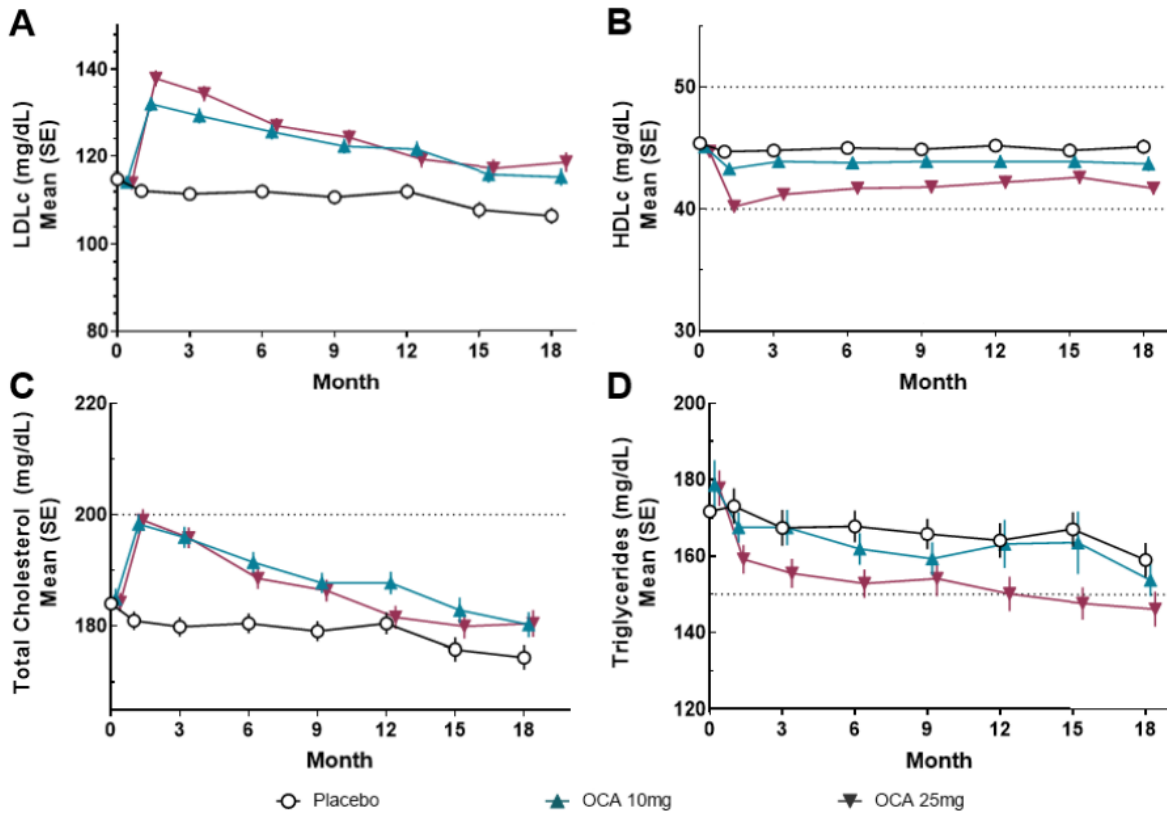 A
LDLc (mg/dL)
Mean (SE)
140
120
100
80
0 3 6 9 12 15 18
Month
B
HDLc (mg/dL)
Mean (SE)
50
40
30
0 3 6 9 12 15 18
Month
C
Total Cholesterol (mg/dL)
Mean (SE)
220
200
180
0 3 6 9 12 15 18
Month
D
Triglycerides (mg/dL)
Mean (SE)
200
180
160
140
120
0 3 6 9 12 15 18
Month
Placebo OCA 10mg OCA 25mg